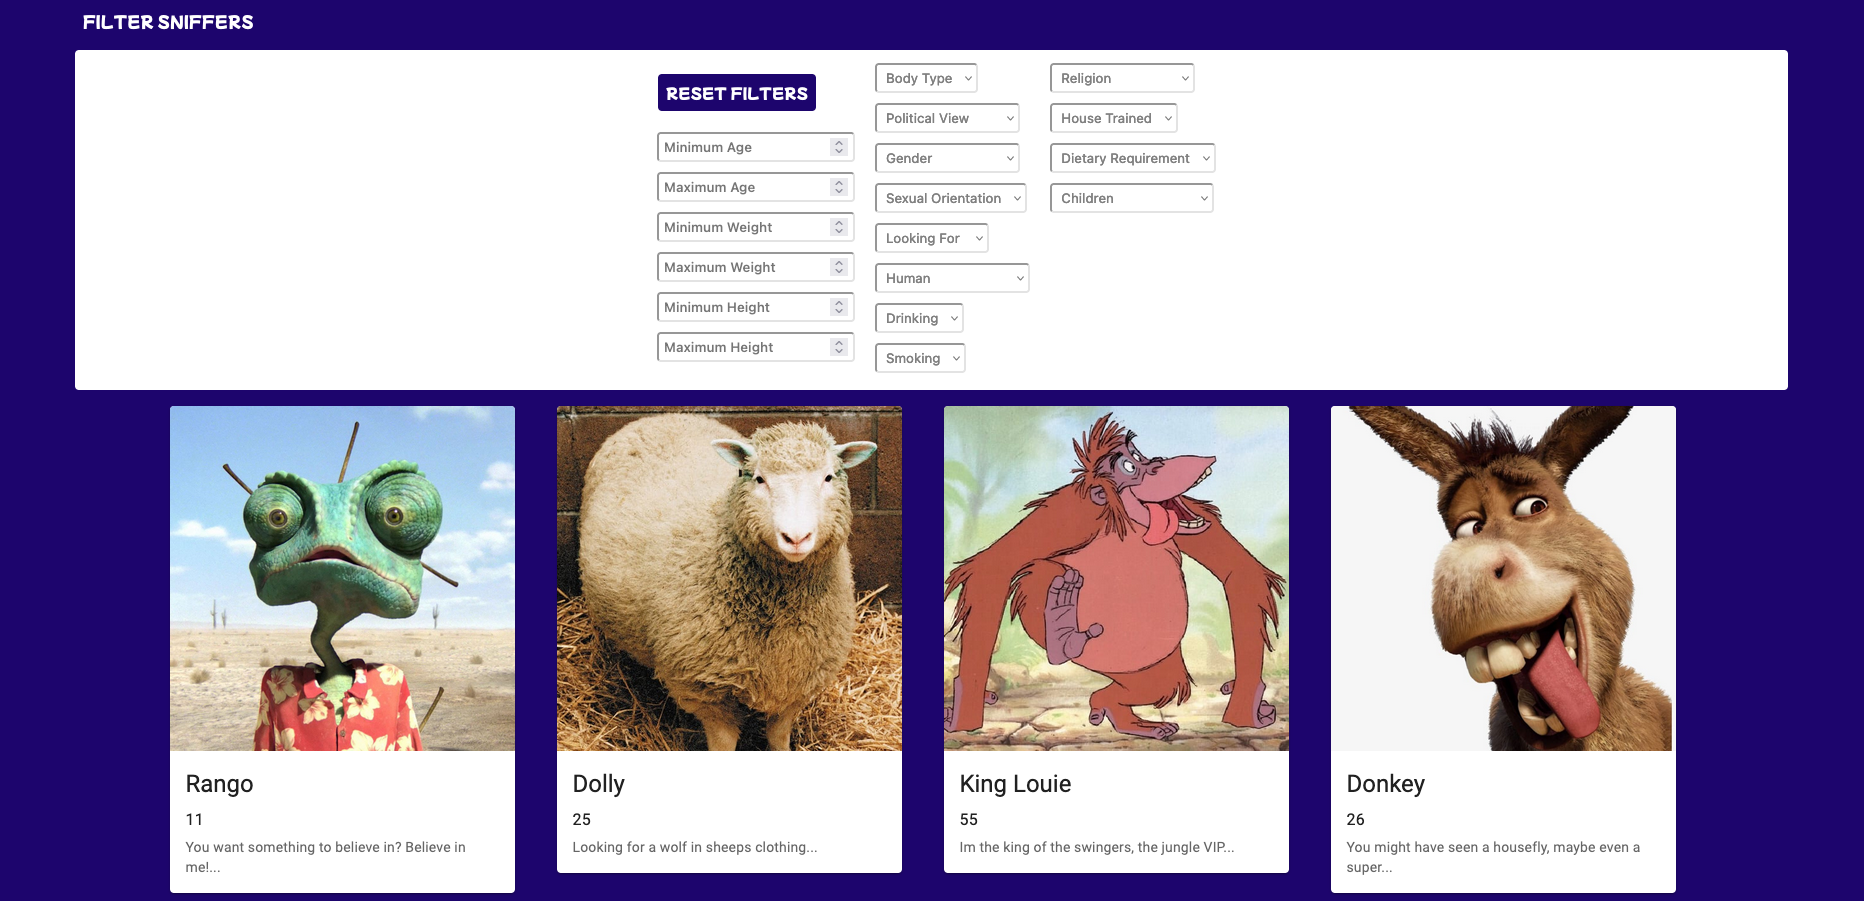 FILTER SNIFFERS
RESET FILTERS
Minimum Age
Maximum Age
Minimum Weight
Maximum Weight
Minimum Height
Maximum Height
Body Type
Political View
Gender
Sexual Orientation
Looking For
Human
Drinking
Smoking
Religion
House Trained
Dietary Requirement
Children
Rango
11
You want something to believe in? Believe in
me!...
Dolly
25
Looking for a wolf in sheeps clothing...
King Louie
55
Im the king of the swingers, the jungle VIP...
Donkey
26
You might have seen a housefly, maybe even a
super...